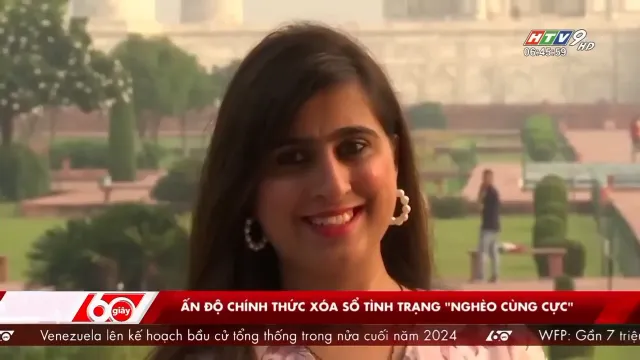 HTV9 HD
06:45:59
60 giây
ẤN ĐỘ CHÍNH THỨC XÓA SỔ TÌNH TRẠNG "NGHÈO CÙNG CỰC"
Venezuela lên kế hoạch bầu cử tổng thống trong nửa cuối năm 2024 60 WFP: Gần 7 triệ